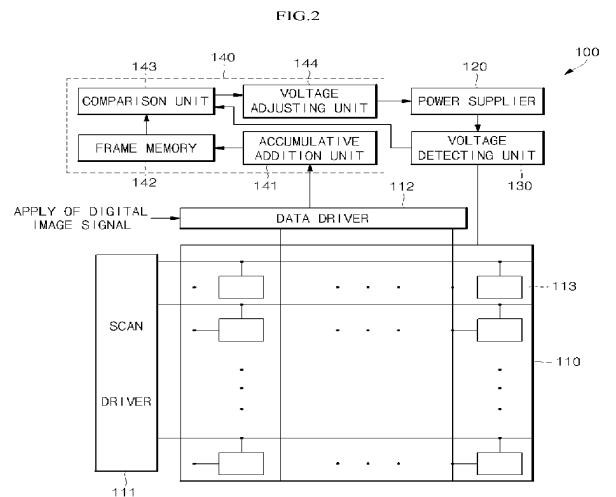 FIG.2
100
143
140
144
120
COMPARISON UNIT
VOLTAGE
ADJUSTING UNIT
POWER SUPPLIER
FRAME MEMORY
ACCUMULATIVE
ADDITION UNIT
VOLTAGE
DETECTING UNIT
142
141
112
130
APPLY OF DIGITAL
IMAGE SIGNAL
DATA DRIVER
113
SCAN
DRIVER
110
111